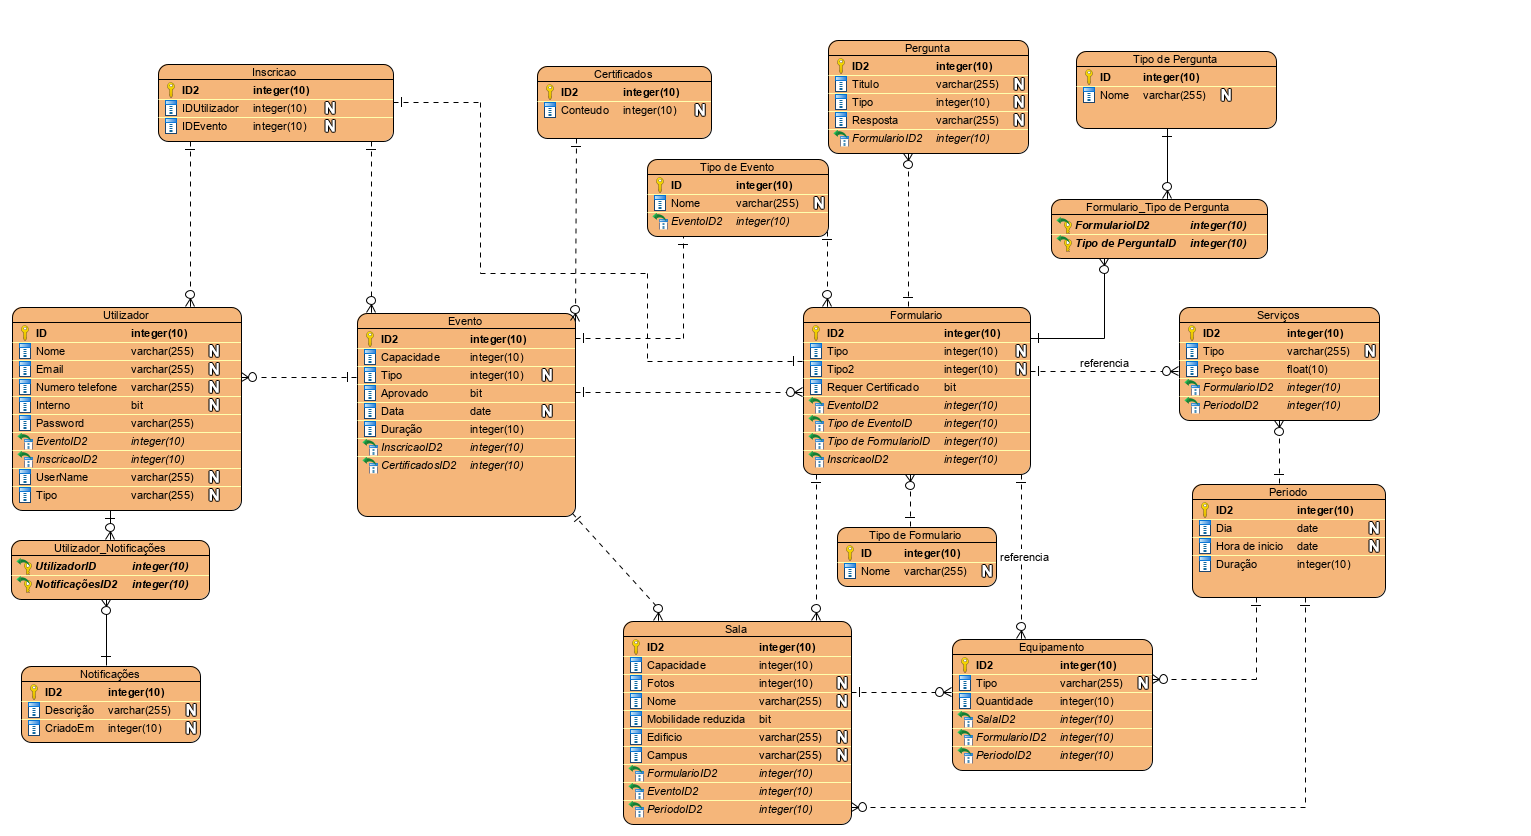 Inscricao
ID2 integer(10)
IDUtilizador integer(10) N
IDEvento integer(10) N
Certificados
ID2 integer(10)
Conteudo integer(10) N
Pergunta
ID2 integer(10)
Titulo varchar(255) N
Tipo integer(10) N
Resposta varchar(255) N
FormularioID2 integer(10)
Tipo de Pergunta
ID integer(10)
Nome varchar(255) N
Tipo de Evento
ID integer(10)
Nome varchar(255) N
EventoID2 integer(10)
Formulario_Tipo de Pergunta
FormularioID2 integer(10)
Tipo de PerguntaID integer(10)
Utilizador
ID integer(10)
Nome varchar(255) N
Email varchar(255) N
Numero telefone varchar(255) N
Interno bit N
Password varchar(255)
EventoID2 integer(10)
InscricaoID2 integer(10)
UserName varchar(255) N
Tipo varchar(255) N
Evento
ID2 integer(10)
Capacidade integer(10)
Tipo integer(10) N
Aprovado bit
Data date N
Duração integer(10)
InscricaoID2 integer(10)
CertificadosID2 integer(10)
Formulario
ID2 integer(10)
Tipo integer(10) N
Tipo2 integer(10) N
Requer Certificado bit
EventoID2 integer(10)
Tipo de EventoID integer(10)
Tipo de FormularioID integer(10)
InscricaoID2 integer(10)
referencia
Serviços
ID2 integer(10)
Tipo varchar(255) N
Preço base float(10)
FormularioID2 integer(10)
PeriodoID2 integer(10)
Periodo
ID2 integer(10)
Dia date N
Hora de inicio date N
Duração integer(10)
Tipo de Formulario
ID integer(10)
Nome varchar(255) N
referencia
Utilizador_Notificações
UtilizadorID integer(10)
NotificaçõesID2 integer(10)
Notificações
ID2 integer(10)
Descrição varchar(255) N
CriadoEm integer(10) N
Sala
ID2 integer(10)
Capacidade integer(10)
Fotos integer(10) N
Nome varchar(255) N
Mobilidade reduzida bit
Edificio varchar(255) N
Campus varchar(255) N
FormularioID2 integer(10)
EventoID2 integer(10)
PeriodoID2 integer(10)
Equipamento
ID2 integer(10)
Tipo varchar(255) N
Quantidade integer(10)
SalaID2 integer(10)
FormularioID2 integer(10)
PeriodoID2 integer(10)